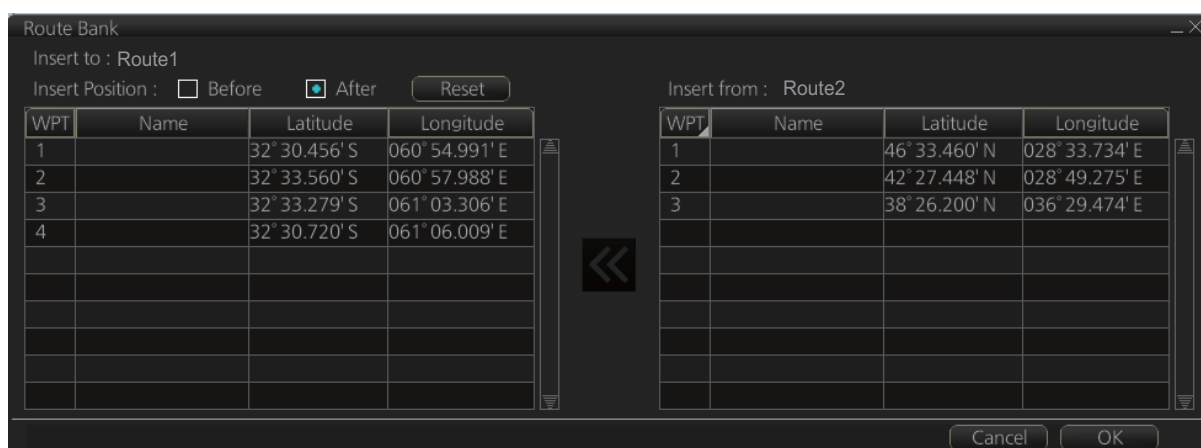 Route Bank
Insert to : Route1
Insert Position : Before After Reset Insert from : Route2
WPT Name Latitude Longitude WPT Name Latitude Longitude
1 32° 30.456' S 060° 54.991' E 1 46° 33.460' N 028° 33.734' E
2 32° 33.560' S 060° 57.988' E 2 42° 27.448' N 028° 49.275' E
3 32° 33.279' S 061° 03.306' E 3 38° 26.200' N 036° 29.474' E
4 32° 30.720' S 061° 06.009' E
Cancel OK